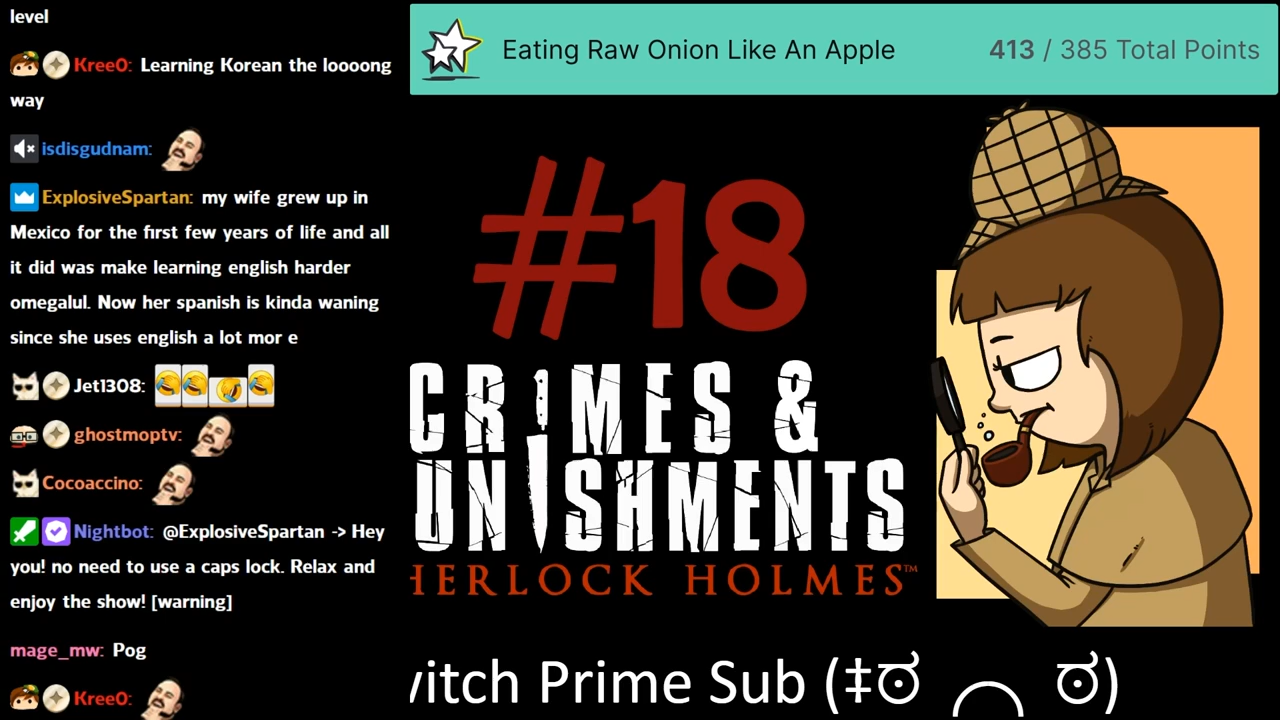 level
KreeO: Learning Korean the loooong
way
isdisgudnam:
ExplosiveSpartan: my wife grew up in
Mexico for the first few years of life and all
it did was make learning english harder
omegalul. Now her spanish is kinda waning
since she uses english a lot mor e
Jet1308:
ghostmoptv:
Cocoaccino:
Nightbot: @ExplosiveSpartan -> Hey
you! no need to use a caps lock. Relax and
enjoy the show! [warning]
mage_mw: Pog
KreeO:
Eating Raw Onion Like An Apple 413 / 385 Total Points
#18
CRIMES &
UNISHMENTS
HERLOCK HOLMES™
vitch Prime Sub (‡ಠ ⁀ ಠ)